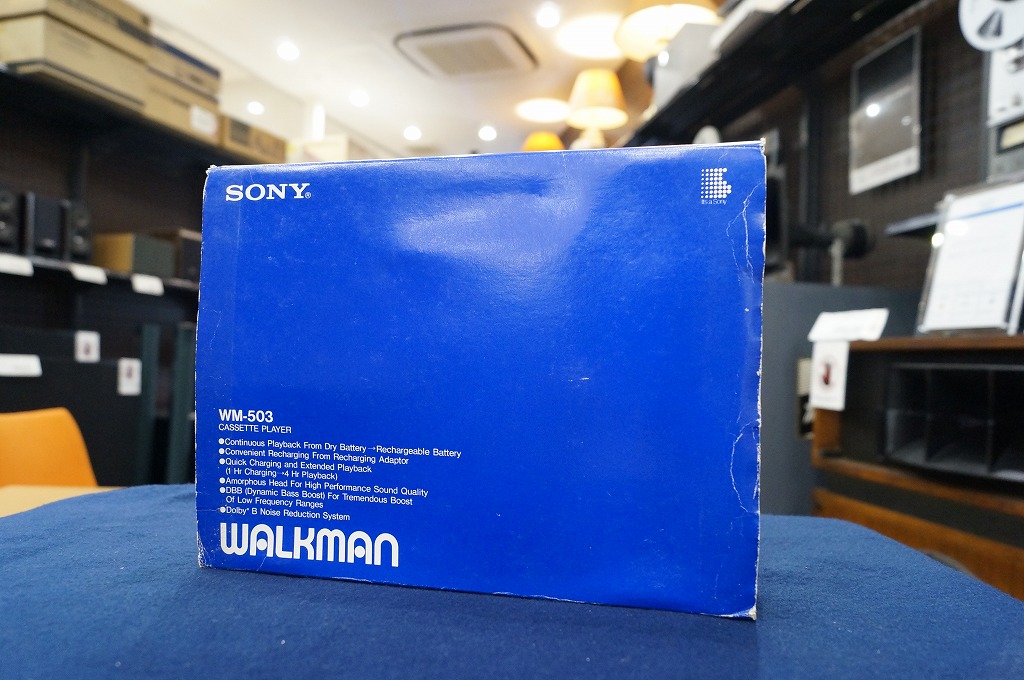 SONY®
It's a Sony
WM-503
CASSETTE PLAYER
●Continuous Playback From Dry Battery→Rechargeable Battery
●Convenient Recharging From Recharging Adaptor
●Quick Charging and Extended Playback
(1 Hr Charging →4 Hr Playback)
●Amorphous Head For High Performance Sound Quality
●DBB (Dynamic Bass Boost) For Tremendous Boost
Of Low Frequency Ranges
●Dolby* B Noise Reduction System
WALKMAN